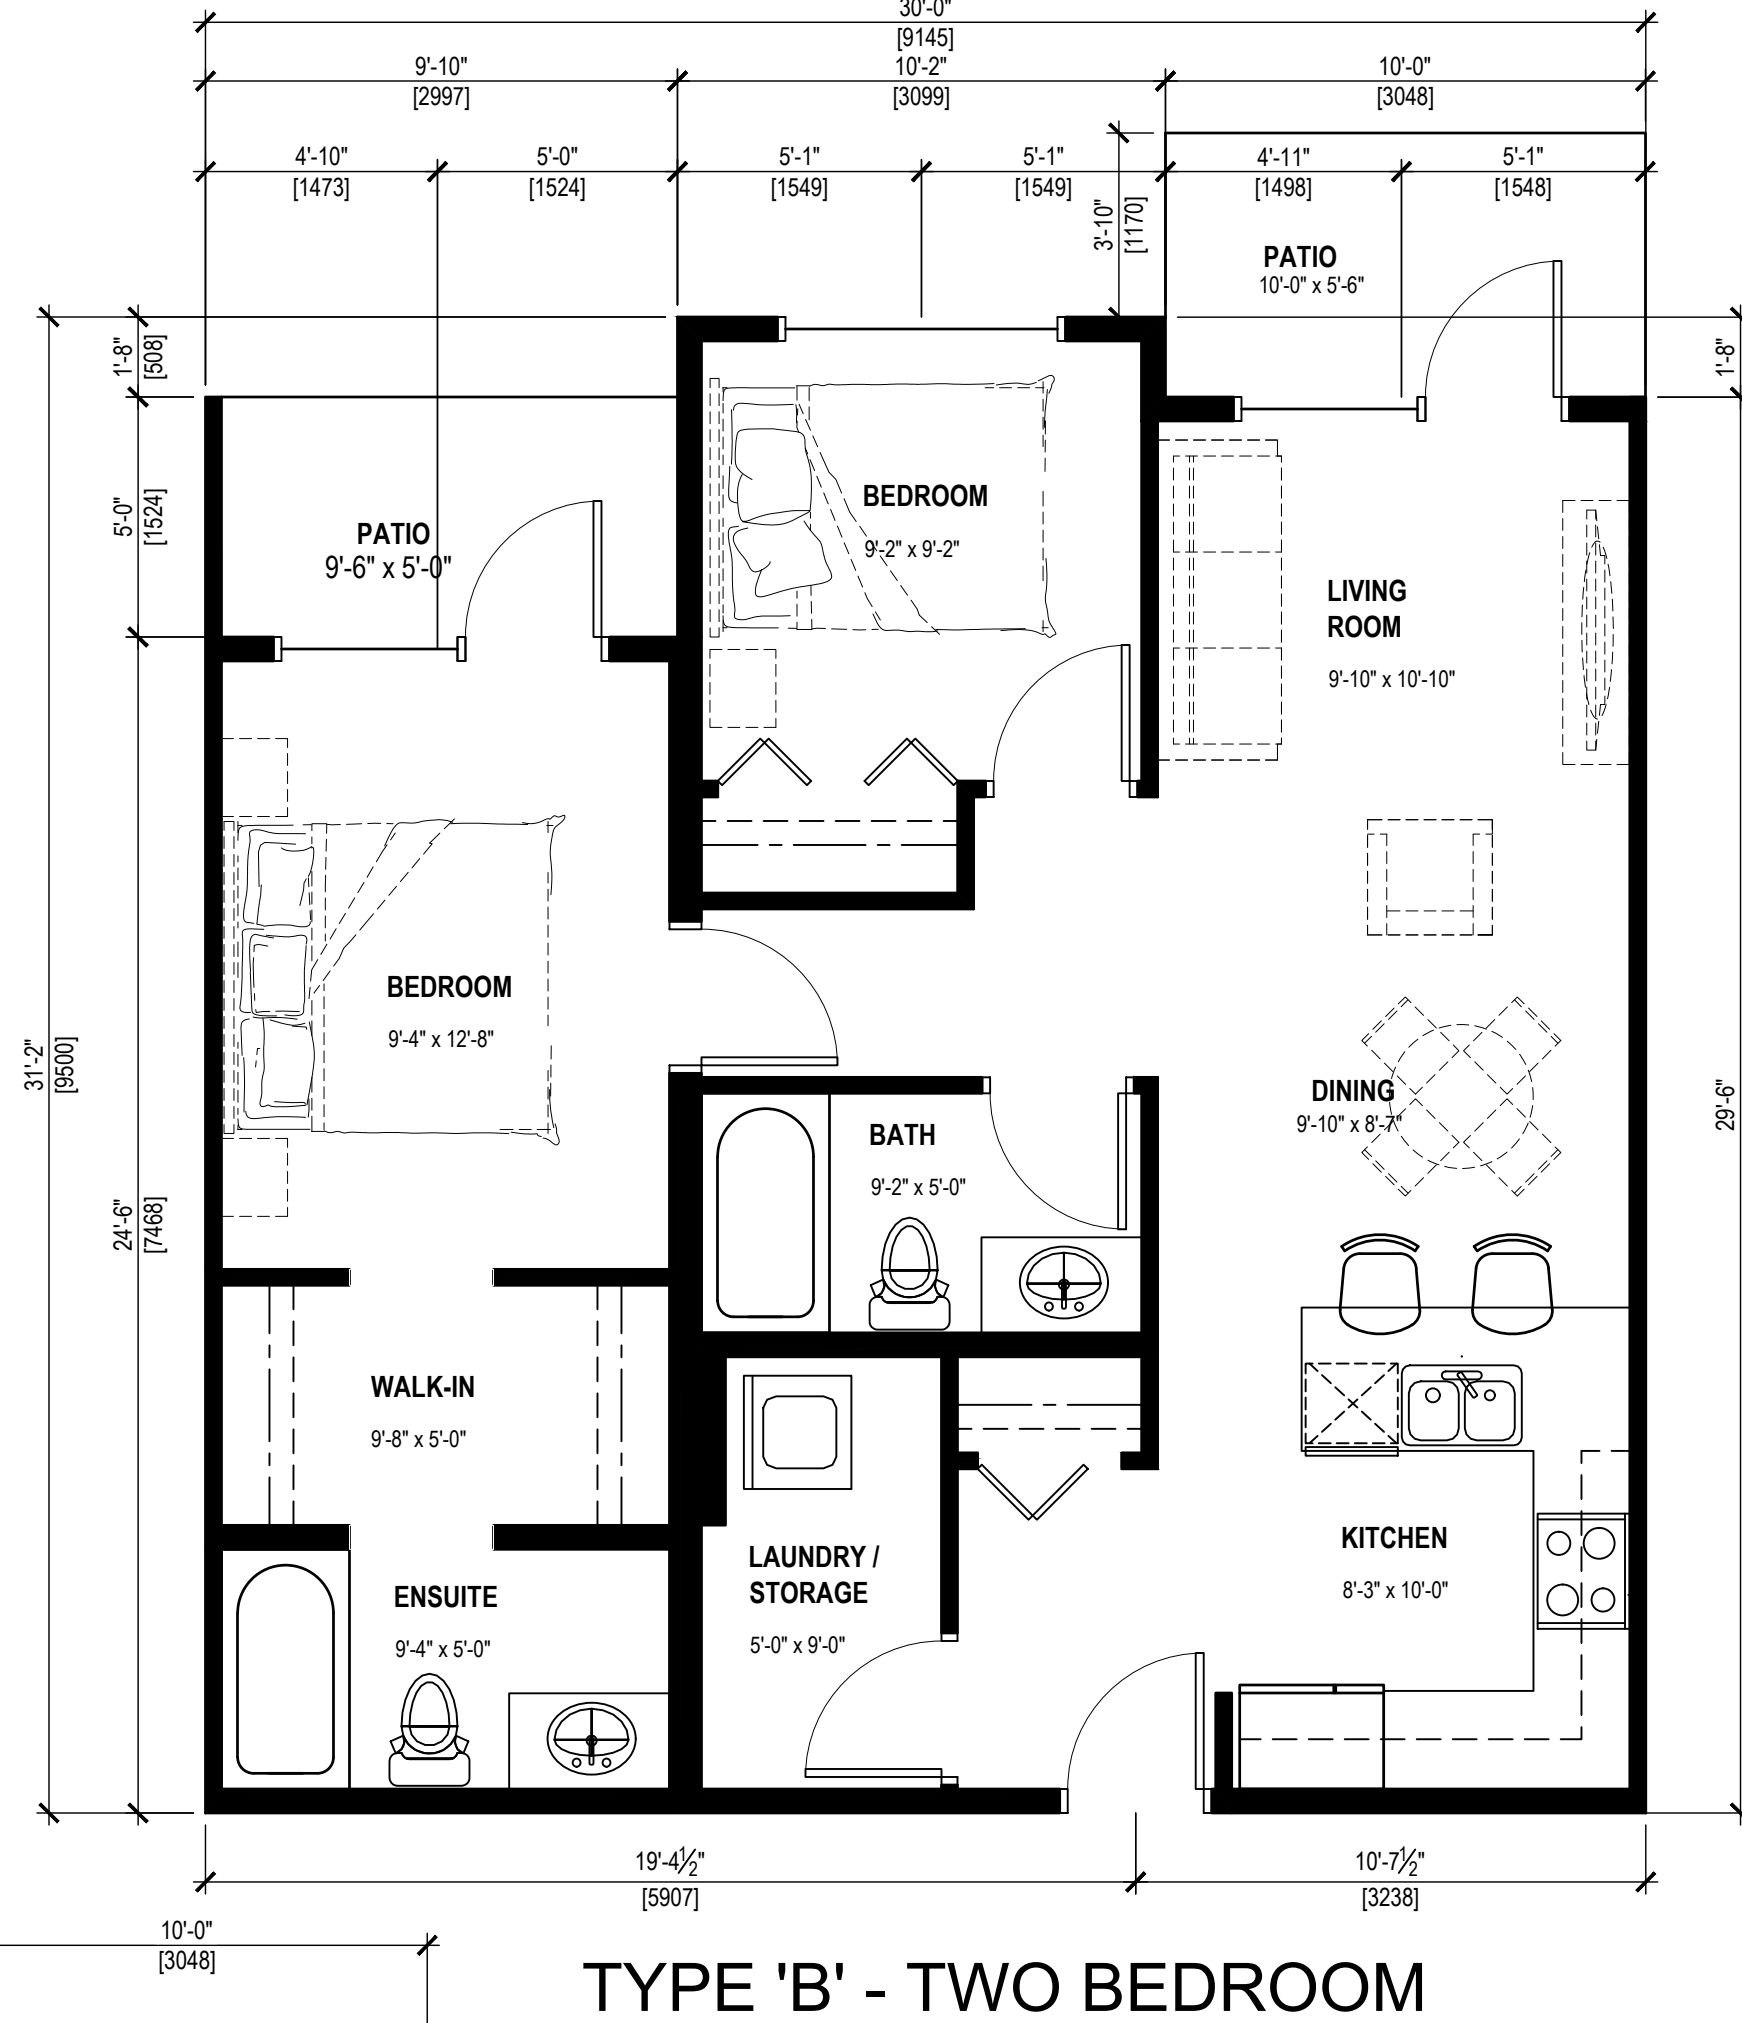 30'-0"
[9145]
9'-10"
[2997]
10'-2"
[3099]
10'-0"
[3048]
4'-10"
[1473]
5'-0"
[1524]
5'-1"
[1549]
5'-1"
[1549]
4'-11"
[1498]
5'-1"
[1548]
3'-10"
[1170]
PATIO
10'-0" x 5'-6"
1'-8"
[508]
1'-8"
5'-0"
[1524]
PATIO
9'-6" x 5'-0"
BEDROOM
9'-2" x 9'-2"
LIVING
ROOM
9'-10" x 10'-10"
BEDROOM
9'-4" x 12'-8"
31'-2"
[9500]
24'-6"
[7468]
DINING
9'-10" x 8'-7"
29'-6"
BATH
9'-2" x 5'-0"
WALK-IN
9'-8" x 5'-0"
LAUNDRY /
STORAGE
5'-0" x 9'-0"
KITCHEN
8'-3" x 10'-0"
ENSUITE
9'-4" x 5'-0"
19'-4½"
[5907]
10'-7½"
[3238]
10'-0"
[3048]
TYPE 'B' - TWO BEDROOM